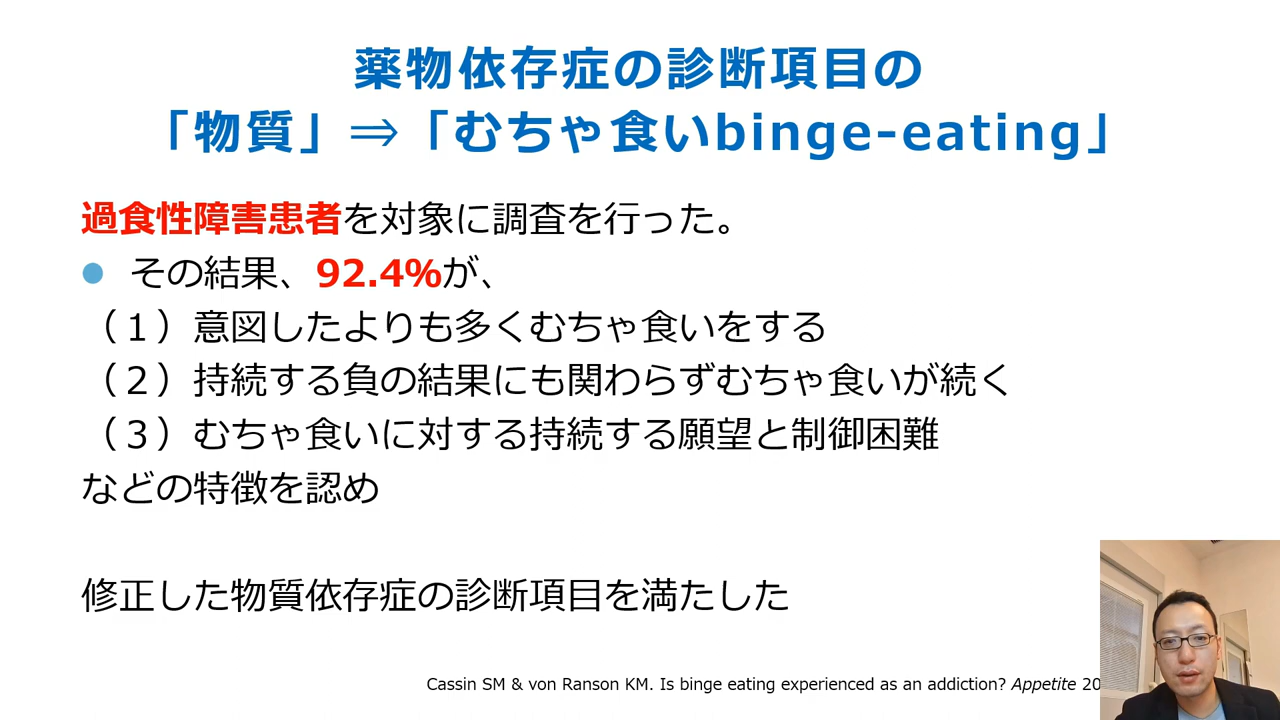 薬物依存症の診断項目の
「物質」⇒「むちゃ食いbinge-eating」
過食性障害患者を対象に調査を行った。
● その結果、92.4%が、
（１）意図したよりも多くむちゃ食いをする
（２）持続する負の結果にも関わらずむちゃ食いが続く
（３）むちゃ食いに対する持続する願望と制御困難
などの特徴を認め
修正した物質依存症の診断項目を満たした
Cassin SM & von Ranson KM. Is binge eating experienced as an addiction? Appetite